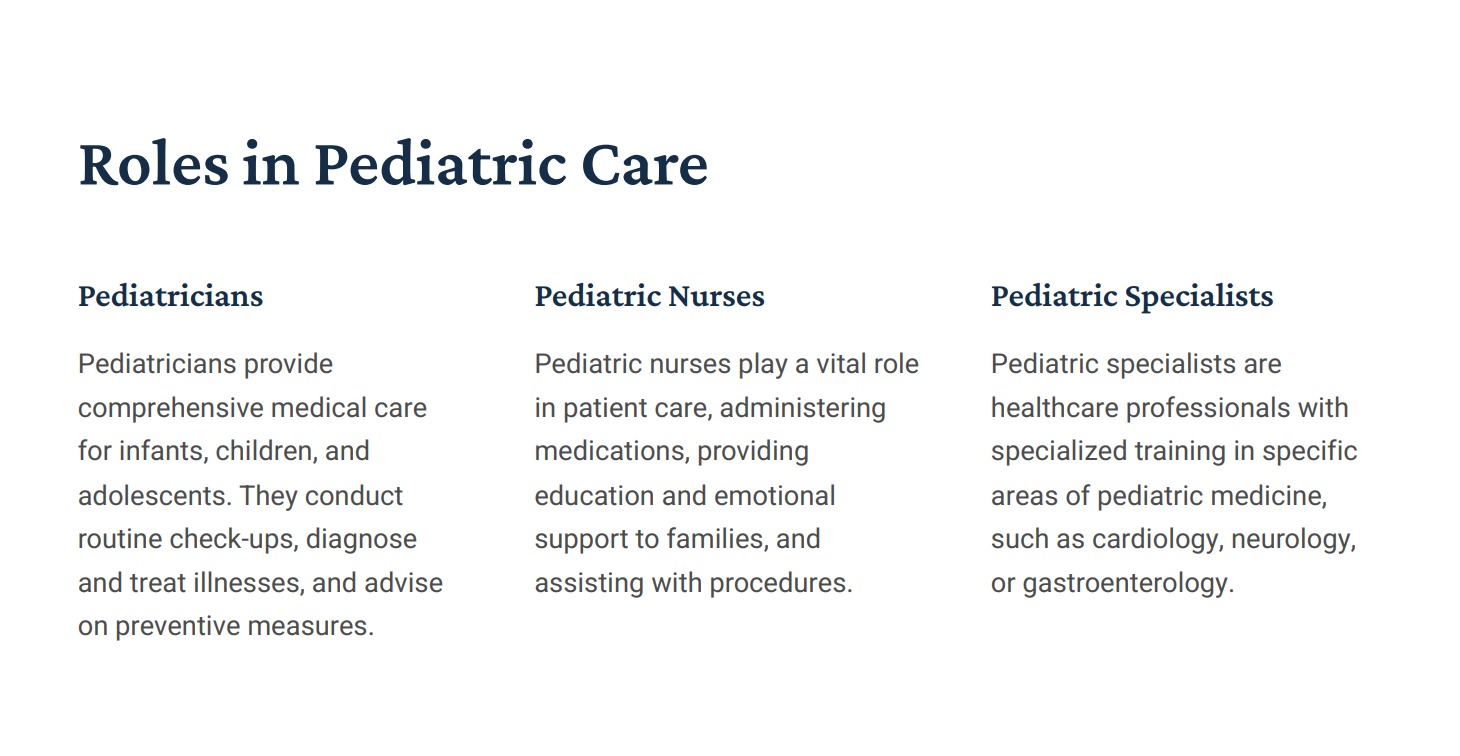 Roles in Pediatric Care
Pediatricians
Pediatricians provide
comprehensive medical care
for infants, children, and
adolescents. They conduct
routine check-ups, diagnose
and treat illnesses, and advise
on preventive measures.
Pediatric Nurses
Pediatric nurses play a vital role
in patient care, administering
medications, providing
education and emotional
support to families, and
assisting with procedures.
Pediatric Specialists
Pediatric specialists are
healthcare professionals with
specialized training in specific
areas of pediatric medicine,
such as cardiology, neurology,
or gastroenterology.